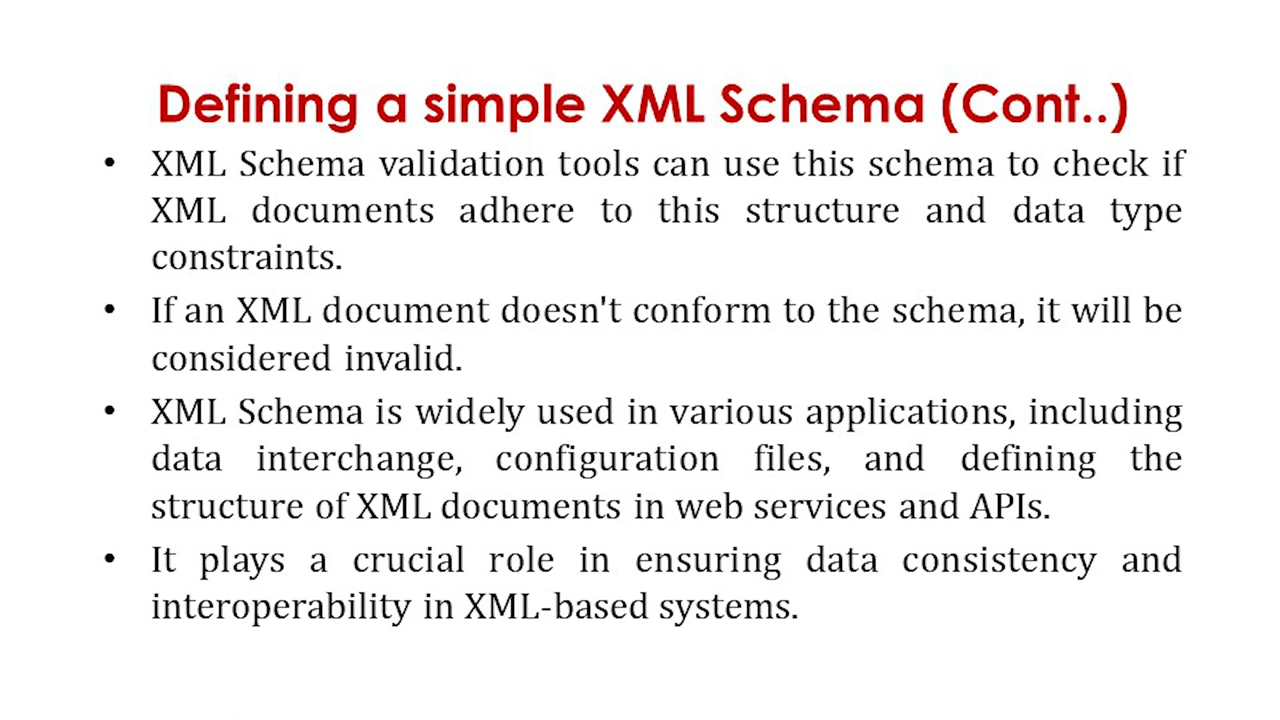 Defining a simple XML Schema (Cont..)
• XML Schema validation tools can use this schema to check if
XML documents adhere to this structure and data type
constraints.
• If an XML document doesn't conform to the schema, it will be
considered invalid.
• XML Schema is widely used in various applications, including
data interchange, configuration files, and defining the
structure of XML documents in web services and APIs.
• It plays a crucial role in ensuring data consistency and
interoperability in XML-based systems.